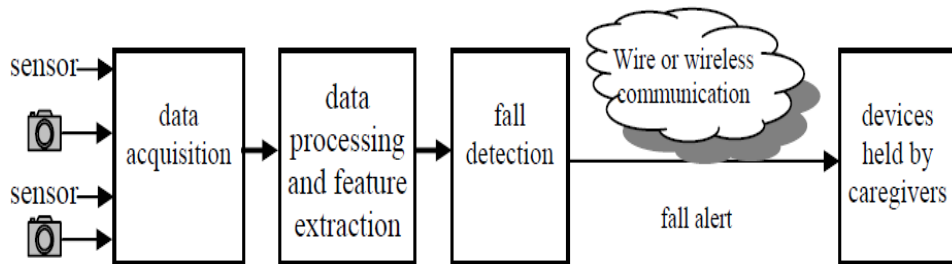 sensor
sensor
data
acquisition
data
processing
and feature
extraction
fall
detection
Wire or wireless
communication
fall alert
devices
held by
caregivers